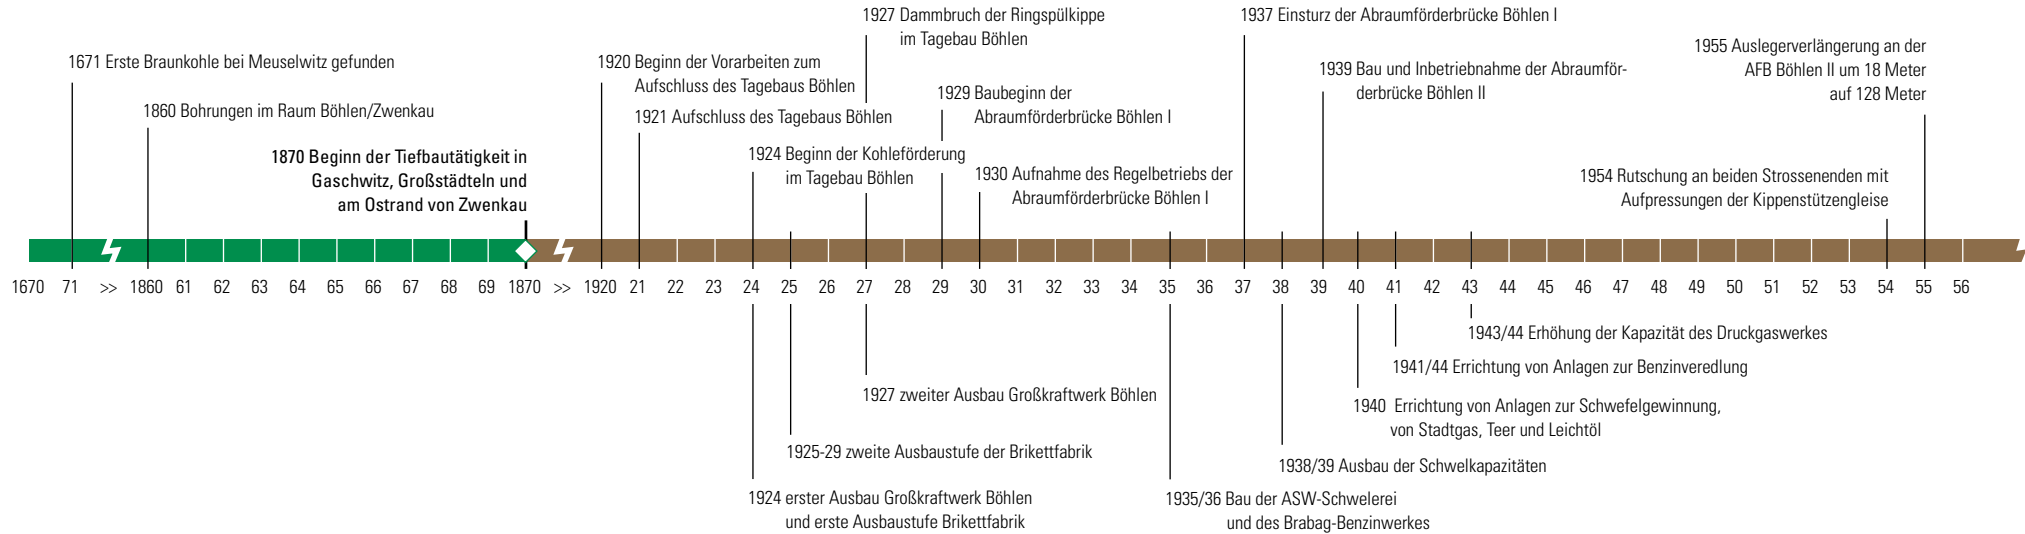 1927 Dammbruch der Ringspülkippe
im Tagebau Böhlen
1937 Einsturz der Abraumförderbrücke Böhlen I
1671 Erste Braunkohle bei Meuselwitz gefunden
1920 Beginn der Vorarbeiten zum
Aufschluss des Tagebaus Böhlen
1939 Bau und Inbetriebnahme der Abraumför-
derbrücke Böhlen II
1955 Auslegerverlängerung an der
AFB Böhlen II um 18 Meter
auf 128 Meter
1860 Bohrungen im Raum Böhlen/Zwenkau
1921 Aufschluss des Tagebaus Böhlen
1929 Baubeginn der
Abraumförderbrücke Böhlen I
1870 Beginn der Tiefbautätigkeit in
Gaschwitz, Großstädteln und
am Ostrand von Zwenkau
1924 Beginn der Kohleförderung
im Tagebau Böhlen
1930 Aufnahme des Regelbetriebs der
Abraumförderbrücke Böhlen I
1954 Rutschung an beiden Strossenenden mit
Aufpressungen der Kippenstützengleise
1670 71 >> 1860 61 62 63 64 65 66 67 68 69 1870 >> 1920 21 22 23 24 25 26 27 28 29 30 31 32 33 34 35 36 37 38 39 40 41 42 43 44 45 46 47 48 49 50 51 52 53 54 55 56
1943/44 Erhöhung der Kapazität des Druckgaswerkes
1941/44 Errichtung von Anlagen zur Benzinveredlung
1927 zweiter Ausbau Großkraftwerk Böhlen
1940 Errichtung von Anlagen zur Schwefelgewinnung,
von Stadtgas, Teer und Leichtöl
1925-29 zweite Ausbaustufe der Brikettfabrik
1938/39 Ausbau der Schwelkapazitäten
1924 erster Ausbau Großkraftwerk Böhlen
und erste Ausbaustufe Brikettfabrik
1935/36 Bau der ASW-Schwelerei
und des Brabag-Benzinwerkes